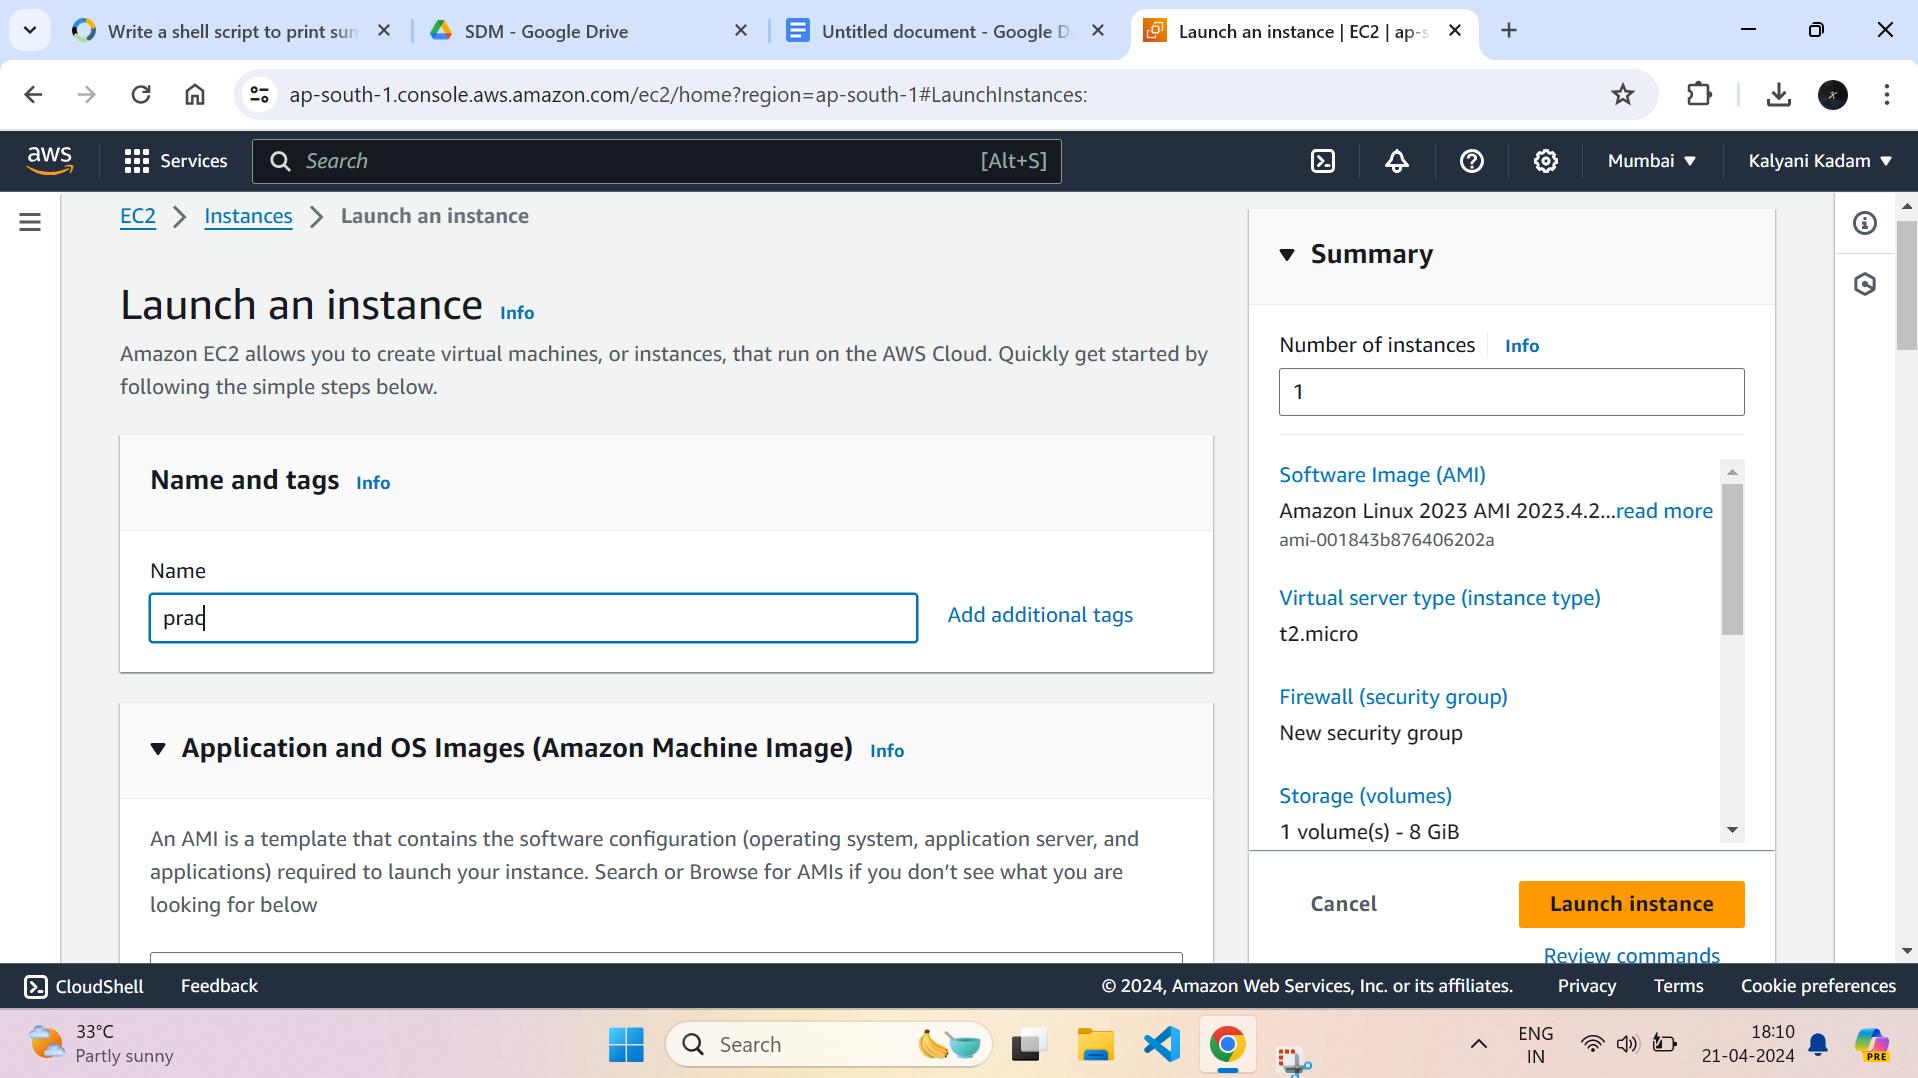 Write a shell script to print sum
SDM - Google Drive
Untitled document - Google D
Launch an instance | EC2 | ap-s
ap-south-1.console.aws.amazon.com/ec2/home?region=ap-south-1#LaunchInstances:
aws
Services
Search
[Alt+S]
Mumbai
Kalyani Kadam
EC2
Instances
Launch an instance
Launch an instance Info
Amazon EC2 allows you to create virtual machines, or instances, that run on the AWS Cloud. Quickly get started by
following the simple steps below.
Name and tags Info
Name
prac
Add additional tags
Application and OS Images (Amazon Machine Image) Info
An AMI is a template that contains the software configuration (operating system, application server, and
applications) required to launch your instance. Search or Browse for AMIs if you don’t see what you are
looking for below
Summary
Number of instances Info
1
Software Image (AMI)
Amazon Linux 2023 AMI 2023.4.2...read more
ami-001843b876406202a
Virtual server type (instance type)
t2.micro
Firewall (security group)
New security group
Storage (volumes)
1 volume(s) - 8 GiB
Cancel
Launch instance
Review commands
CloudShell
Feedback
© 2024, Amazon Web Services, Inc. or its affiliates.
Privacy
Terms
Cookie preferences
33°C
Partly sunny
Search
ENG
IN
18:10
21-04-2024
PRE